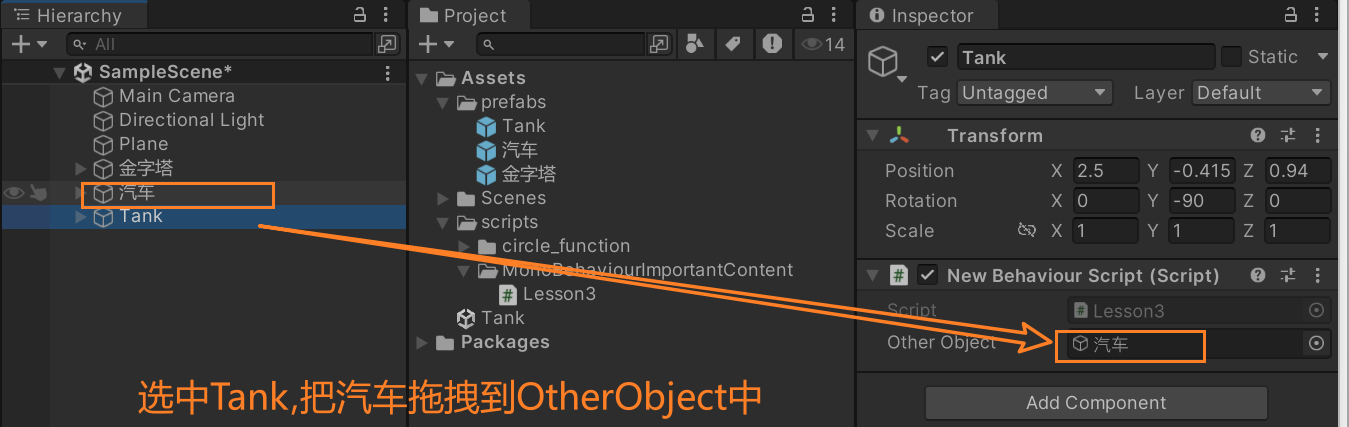 Hierarchy
All
SampleScene*
Main Camera
Directional Light
Plane
金字塔
汽车
Tank
Project
14
Assets
prefabs
Tank
汽车
金字塔
Scenes
scripts
circle_function
MonoBehaviourImportantContent
Lesson3
Tank
Packages
Inspector
Tank
Static
Tag Untagged Layer Default
Transform
Position X 2.5 Y -0.415 Z 0.94
Rotation X 0 Y -90 Z 0
Scale X 1 Y 1 Z 1
New Behaviour Script (Script)
Script Lesson3
Other Object 汽车
Add Component
选中Tank,把汽车拖拽到OtherObject中